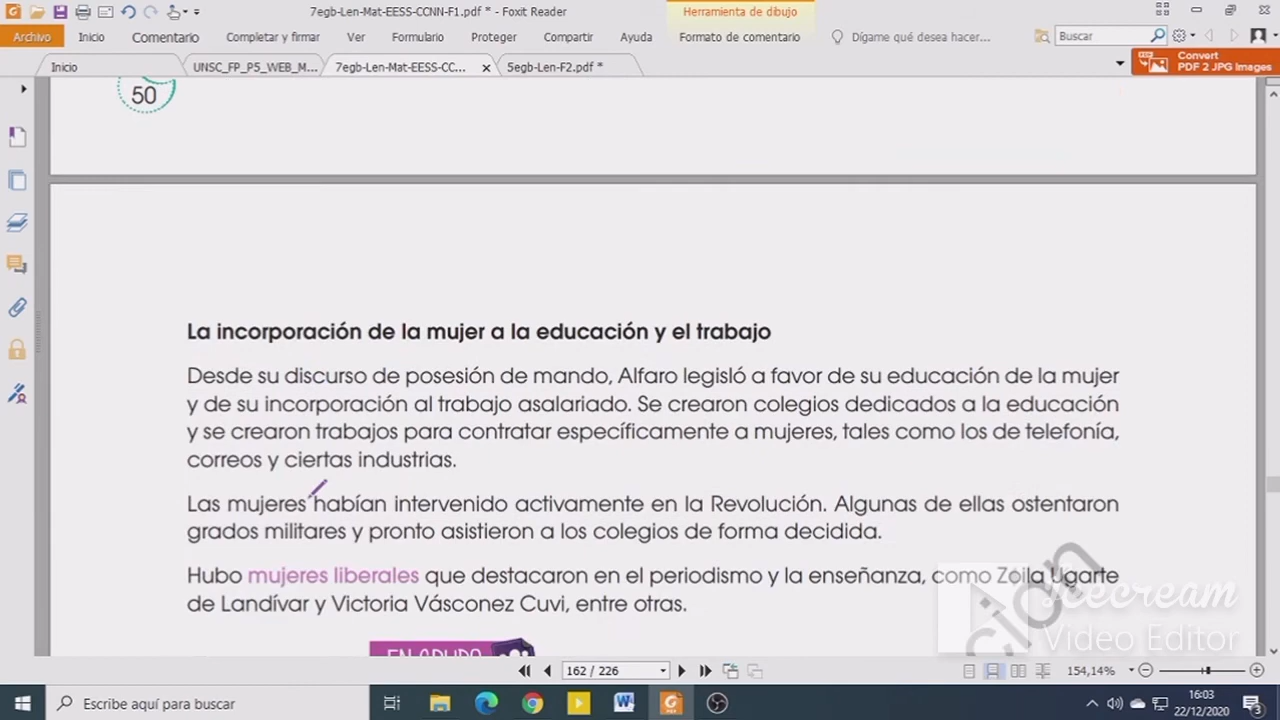 7egb-Len-Mat-EESS-CCNN-F1.pdf * - Foxit Reader
Herramienta de dibujo
Archivo Inicio Comentario Completar y firmar Ver Formulario Proteger Compartir Ayuda Formato de comentario Dígame qué desea hacer... Buscar
Inicio UNSC_FP_P5_WEB_M... 7egb-Len-Mat-EESS-CC... egb-Len-F2.pdf *
Convert
PDF 2 JPG Images
50
La incorporación de la mujer a la educación y el trabajo
Desde su discurso de posesión de mando, Alfaro legisló a favor de su educación de la mujer
y de su incorporación al trabajo asalariado. Se crearon colegios dedicados a la educación
y se crearon trabajos para contratar específicamente a mujeres, tales como los de telefonía,
correos y ciertas industrias.
Las mujeres habían intervenido activamente en la Revolución. Algunas de ellas ostentaron
grados militares y pronto asistieron a los colegios de forma decidida.
Hubo mujeres liberales que destacaron en el periodismo y la enseñanza, como Zoila Ugarte
de Landívar y Victoria Vásconez Cuvi, entre otras.
Icecream
Video Editor
EN GRUPO
162 / 226 154,14%
Escribe aquí para buscar
16:03
22/12/2020
3